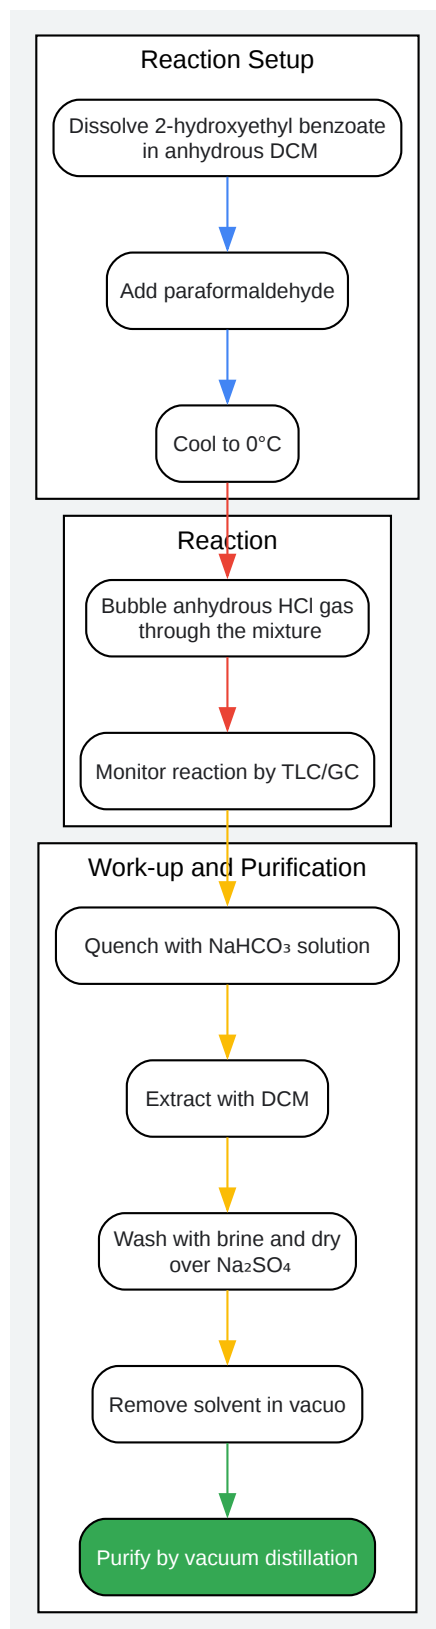 Reaction Setup
Dissolve 2-hydroxyethyl benzoate
in anhydrous DCM
Add paraformaldehyde
Cool to 0°C
Reaction
Bubble anhydrous HCl gas
through the mixture
Monitor reaction by TLC/GC
Work-up and Purification
Quench with NaHCO₃ solution
Extract with DCM
Wash with brine and dry
over Na₂SO₄
Remove solvent in vacuo
Purify by vacuum distillation